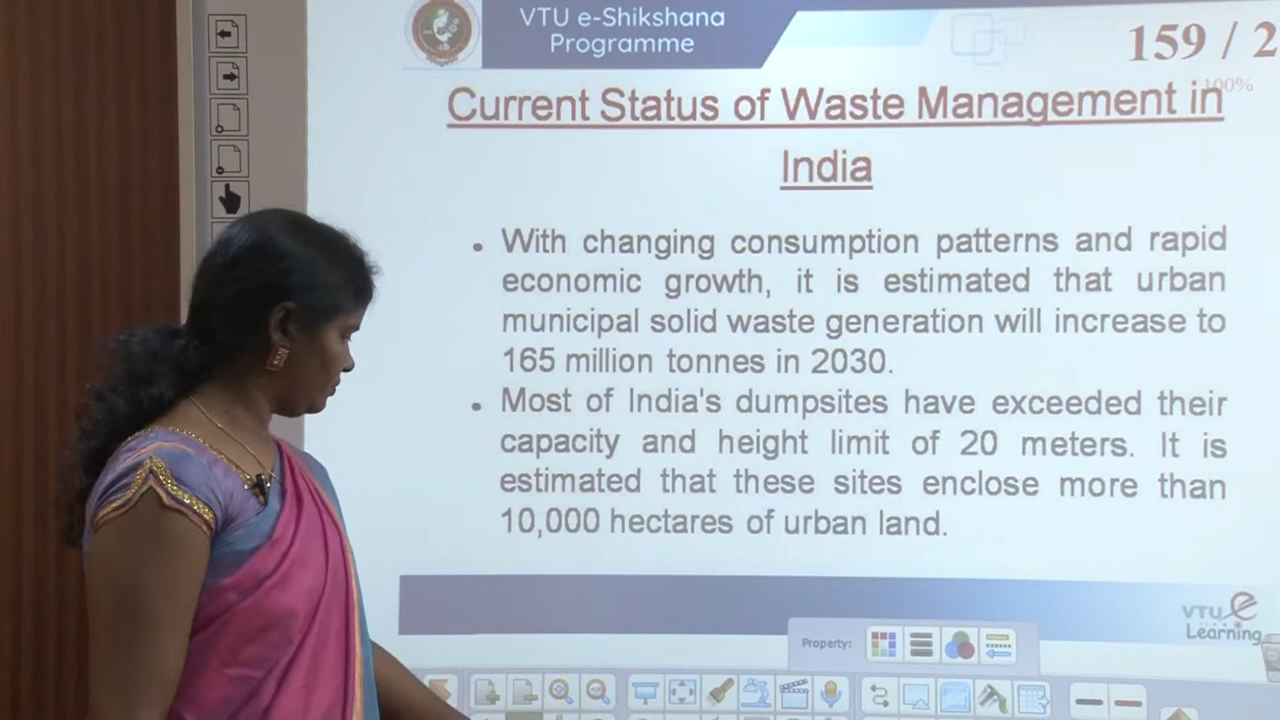 VTU e-Shikshana
Programme
159 / 2
100%
Current Status of Waste Management in
India
• With changing consumption patterns and rapid
economic growth, it is estimated that urban
municipal solid waste generation will increase to
165 million tonnes in 2030.
• Most of India's dumpsites have exceeded their
capacity and height limit of 20 meters. It is
estimated that these sites enclose more than
10,000 hectares of urban land.
VTU e
Learning
Property: